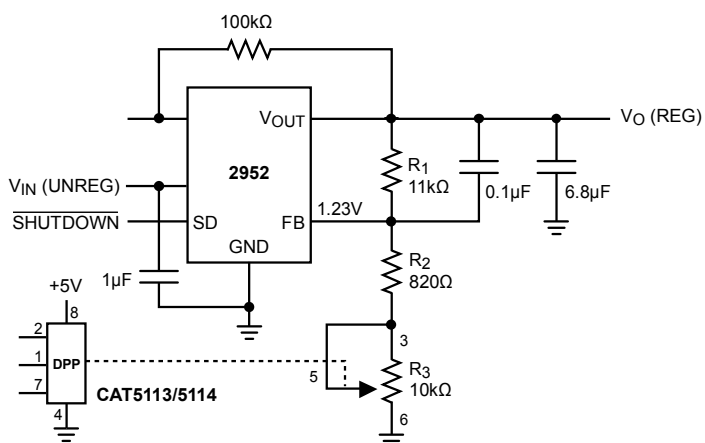 100kΩ
VOUT
VO (REG)
2952
R1
11kΩ
0.1µF
6.8µF
VIN (UNREG)
1.23V
SHUTDOWN
SD
FB
GND
R2
820Ω
1µF
+5V
8
2
3
1
DPP
5
R3
10kΩ
7
CAT5113/5114
4
6